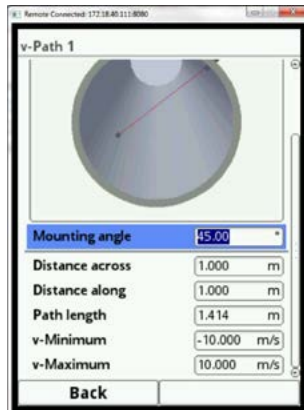 Remote Connected: 172.18.40.111:8080
v-Path 1
Mounting angle 45.00 °
Distance across 1.000 m
Distance along 1.000 m
Path length 1.414 m
v-Minimum -10.000 m/s
v-Maximum 10.000 m/s
Back